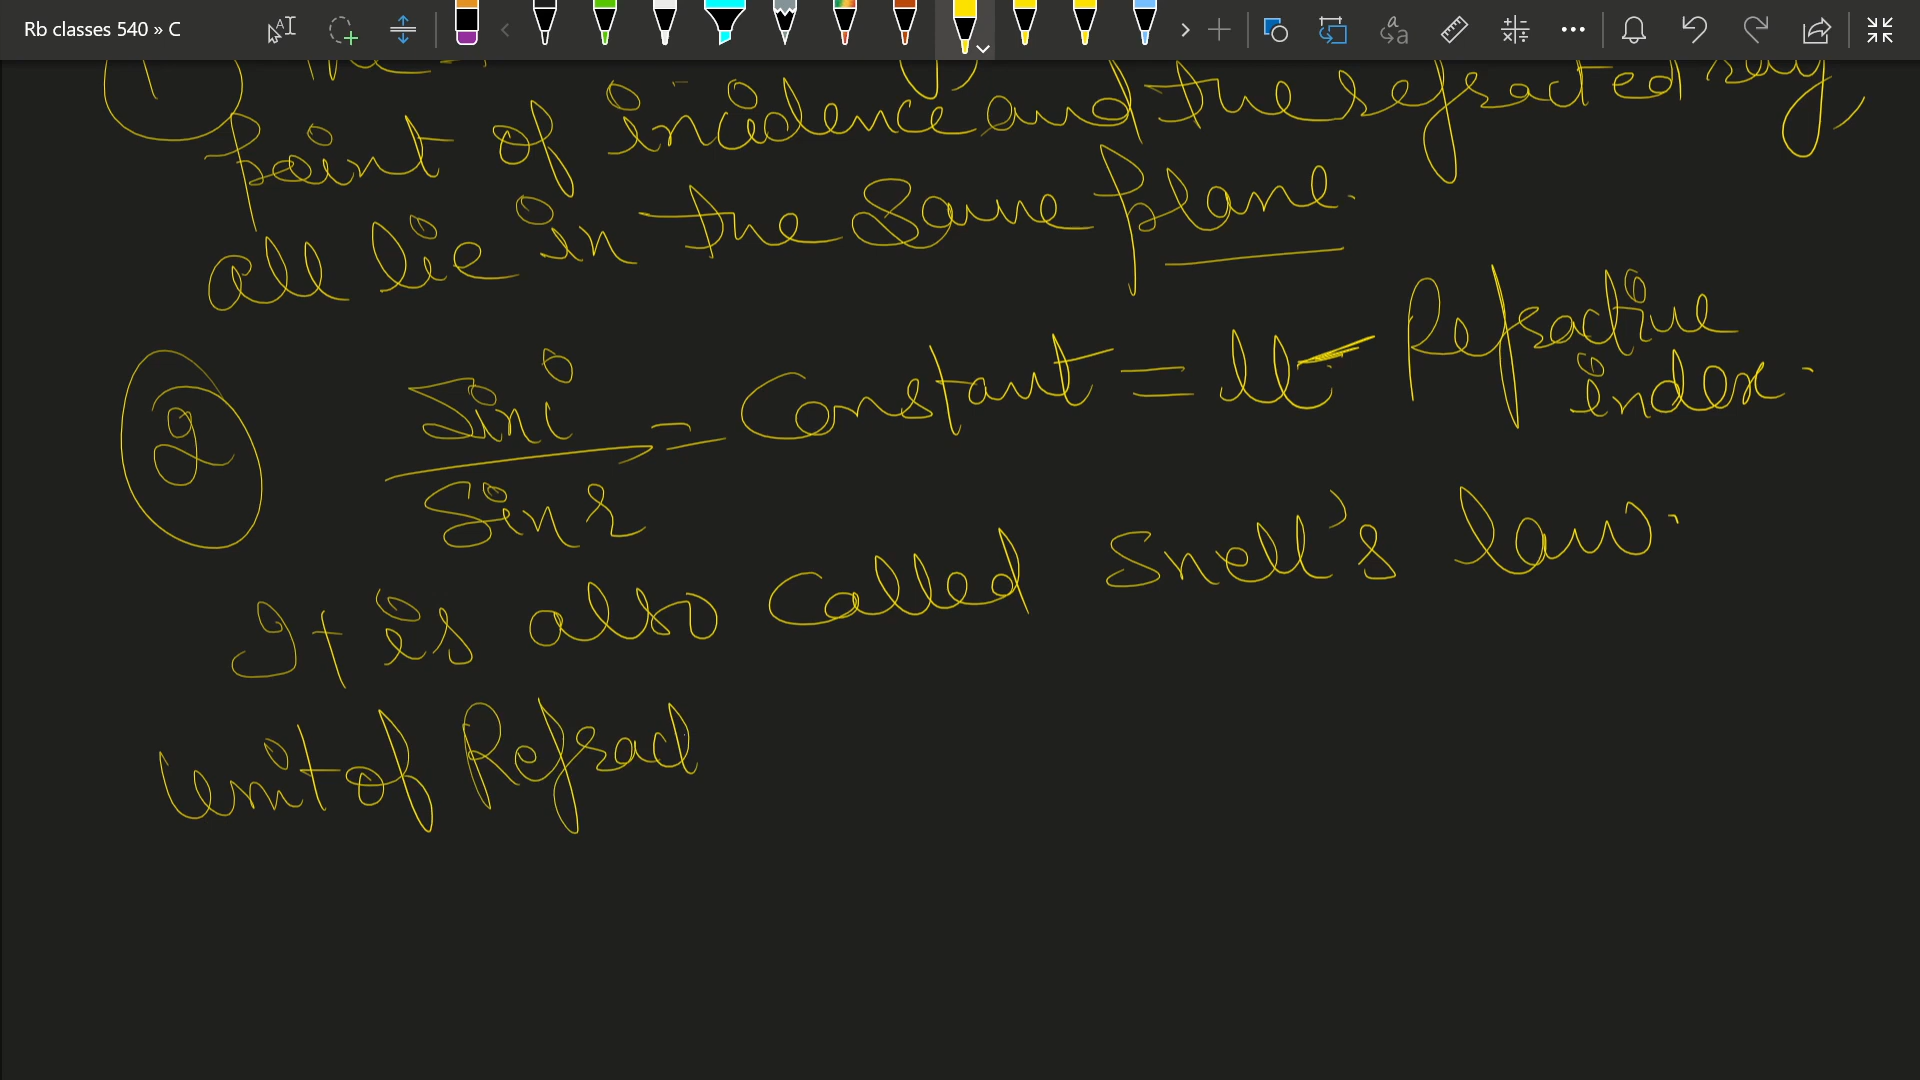 Rb classes 540 » C
point of incidence and the refracted ray,
all lie in the same plane.
2 Sin i / Sin r = Constant = μ - Refractive index.
It is also called Snell's law.
Unit of Refrac